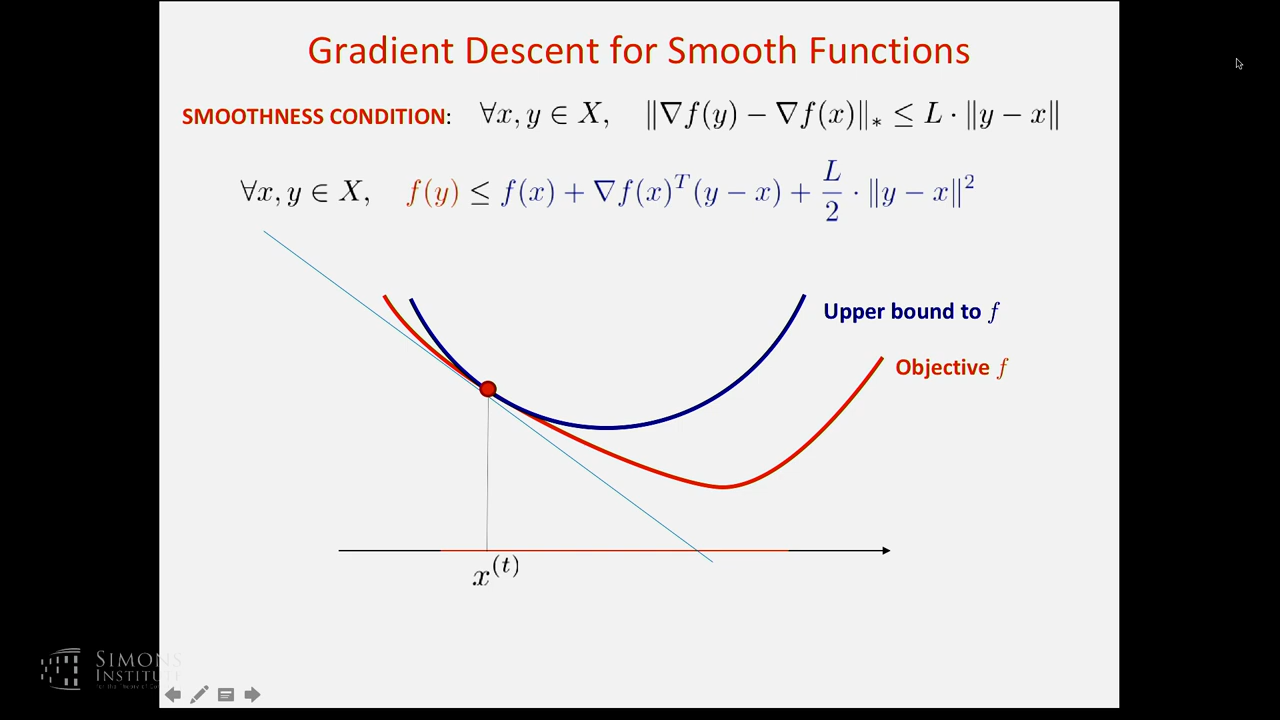 Gradient Descent for Smooth Functions
SMOOTHNESS CONDITION: ∀x, y ∈ X, ‖∇f(y) − ∇f(x)‖∗ ≤ L · ‖y − x‖
∀x, y ∈ X, f(y) ≤ f(x) + ∇f(x)^T(y − x) + L/2 · ‖y − x‖^2
Upper bound to f
Objective f
x^(t)
SIMONS
INSTITUTE